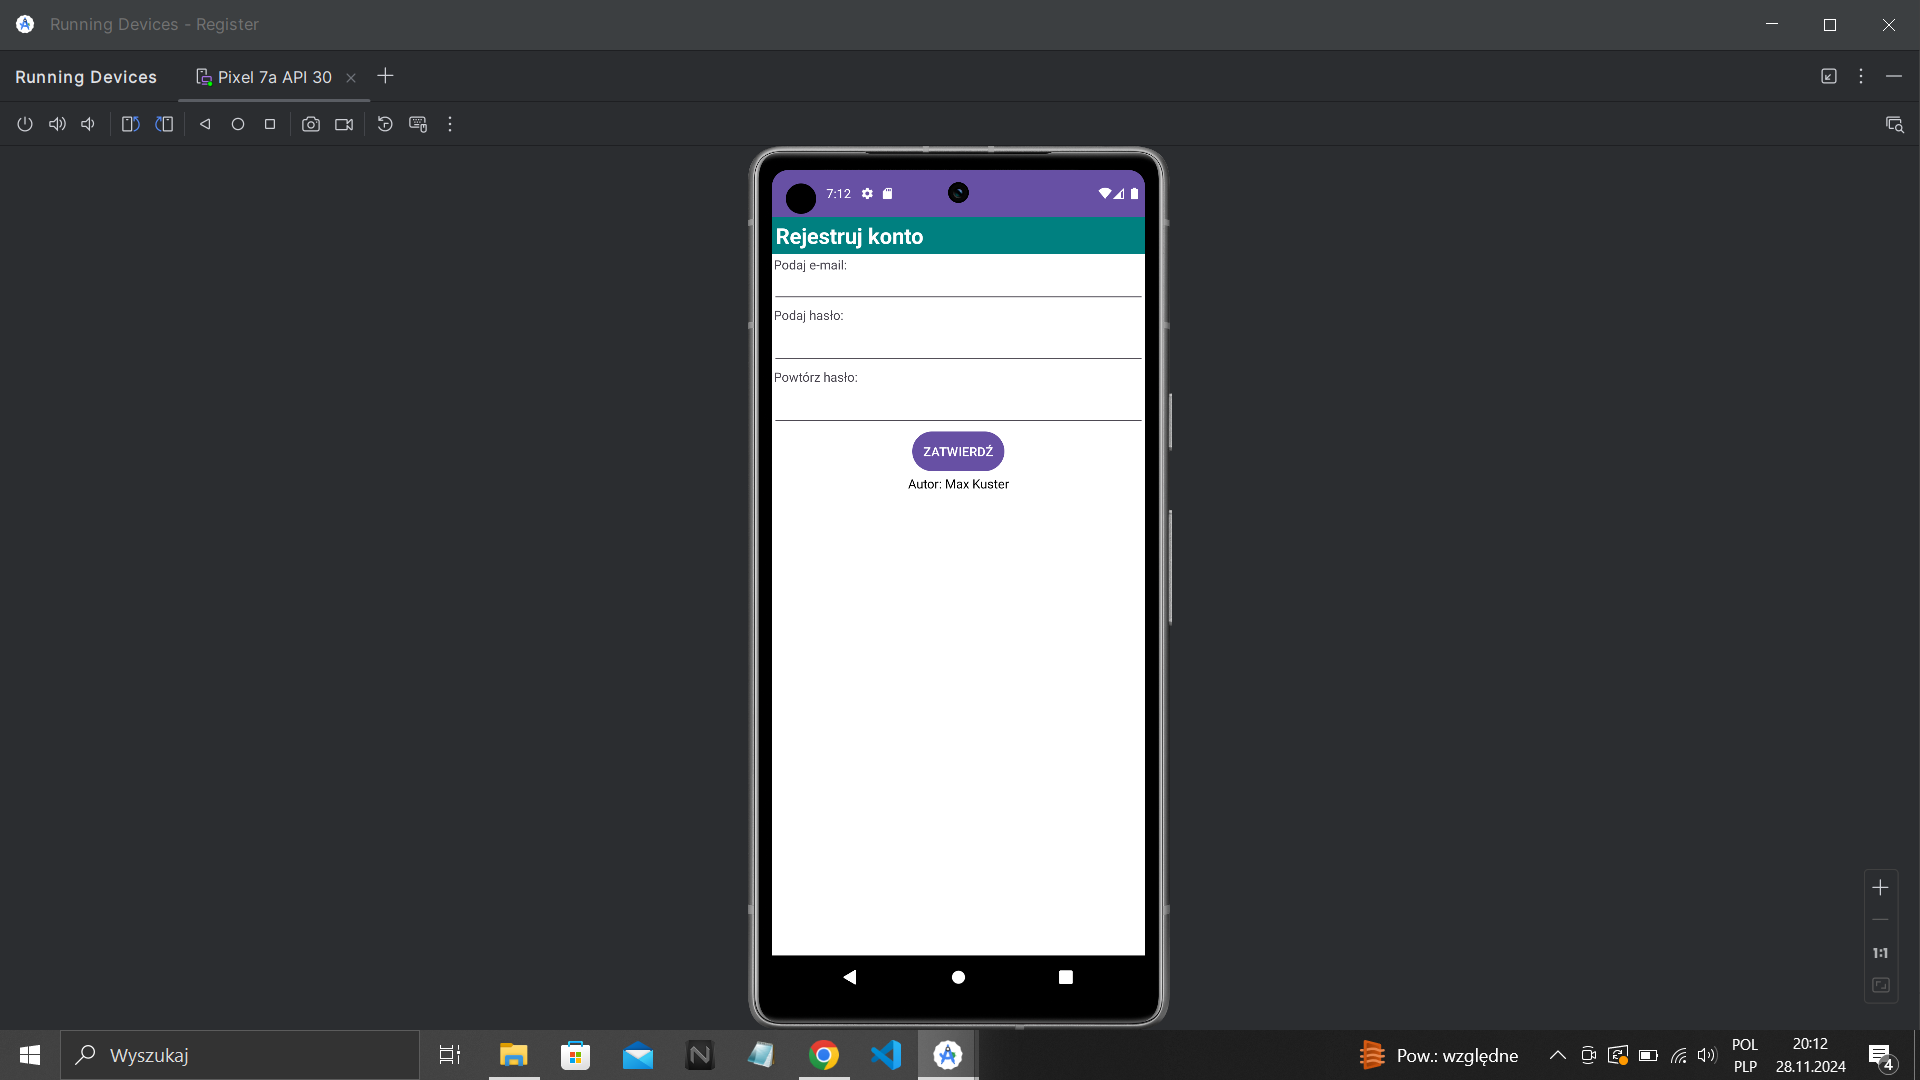 Running Devices - Register
Running Devices
Pixel 7a API 30
7:12
Rejestruj konto
Podaj e-mail:
Podaj hasło:
Powtórz hasło:
ZATWIERDŹ
Autor: Max Kuster
1:1
Wyszukaj
Pow.: względne
POL
PLP
20:12
28.11.2024
4